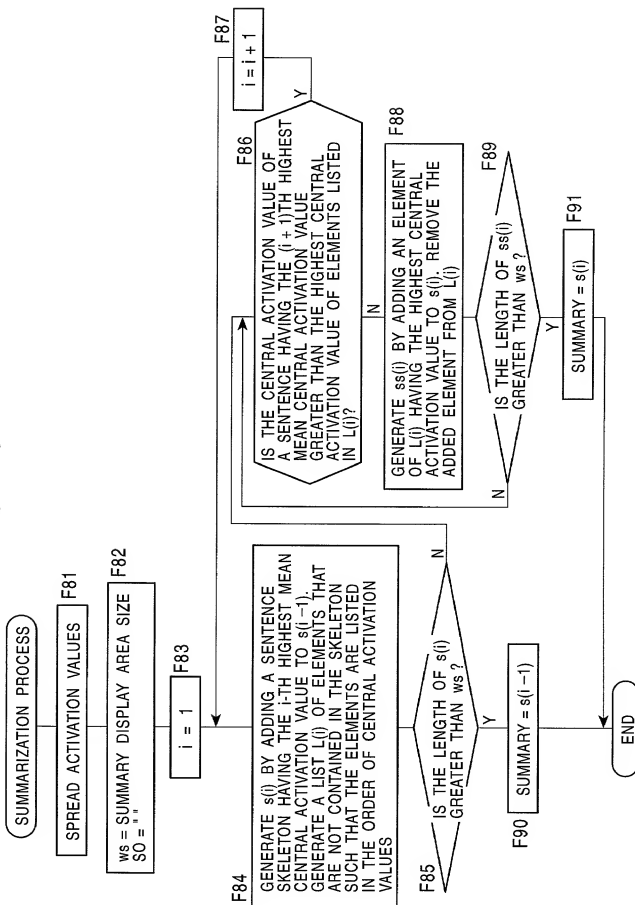 SUMMARIZATION PROCESS
F81
SPREAD ACTIVATION VALUES
F82
ws = SUMMARY DISPLAY AREA SIZE
SO = " "
F83
i = 1
F84
GENERATE s(i) BY ADDING A SENTENCE
SKELETON HAVING THE i-TH HIGHEST MEAN
CENTRAL ACTIVATION VALUE TO s(i −1).
GENERATE A LIST L(i) OF ELEMENTS THAT
ARE NOT CONTAINED IN THE SKELETON
SUCH THAT THE ELEMENTS ARE LISTED
IN THE ORDER OF CENTRAL ACTIVATION
VALUES
F85
IS THE LENGTH OF s(i)
GREATER THAN ws ?
N
Y
F90
SUMMARY = s(i −1)
END
F87
i = i + 1
Y
F86
IS THE CENTRAL ACTIVATION VALUE OF
A SENTENCE HAVING THE (i + 1)TH HIGHEST
MEAN CENTRAL ACTIVATION VALUE
GREATER THAN THE HIGHEST CENTRAL
ACTIVATION VALUE OF ELEMENTS LISTED
IN L(i)?
N
F88
GENERATE ss(i) BY ADDING AN ELEMENT
OF L(i) HAVING THE HIGHEST CENTRAL
ACTIVATION VALUE TO s(i). REMOVE THE
ADDED ELEMENT FROM L(i)
F89
IS THE LENGTH OF ss(i)
GREATER THAN ws ?
N
Y
F91
SUMMARY = s(i)